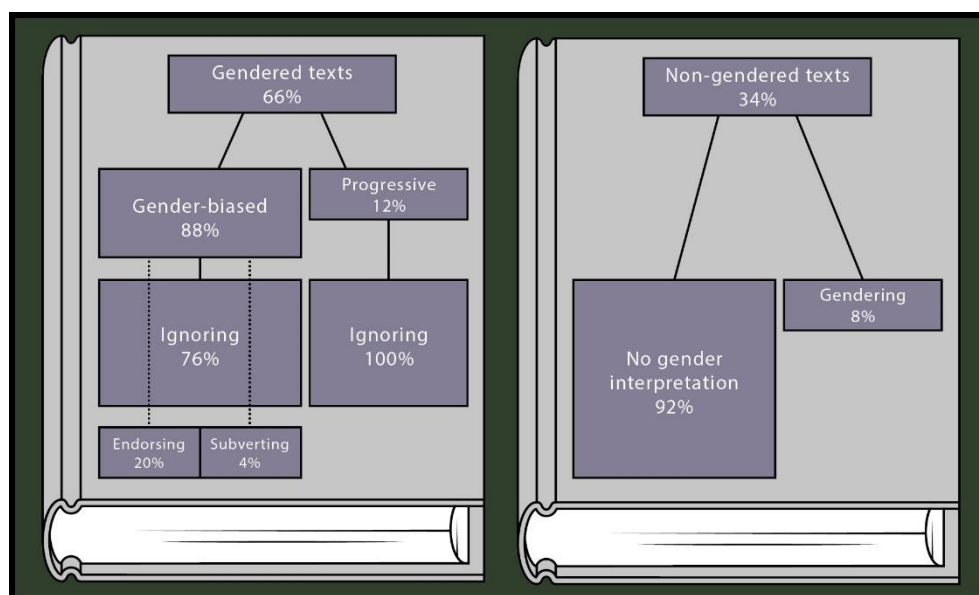 Gendered texts
66%
Gender-biased
88%
Progressive
12%
Ignoring
76%
Ignoring
100%
Endorsing
20%
Subverting
4%
Non-gendered texts
34%
No gender
interpretation
92%
Gendering
8%